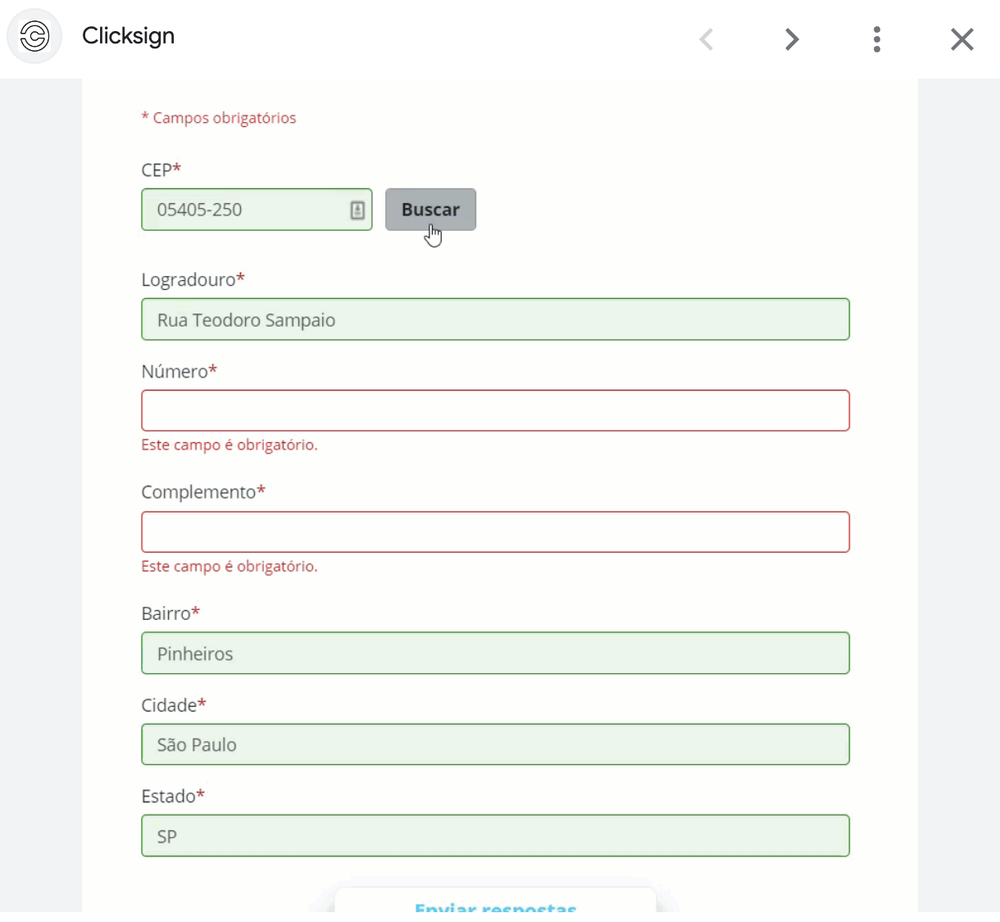 Clicksign
* Campos obrigatórios
CEP*
05405-250
Buscar
Logradouro*
Rua Teodoro Sampaio
Número*
Este campo é obrigatório.
Complemento*
Este campo é obrigatório.
Bairro*
Pinheiros
Cidade*
São Paulo
Estado*
SP
Enviar respostas